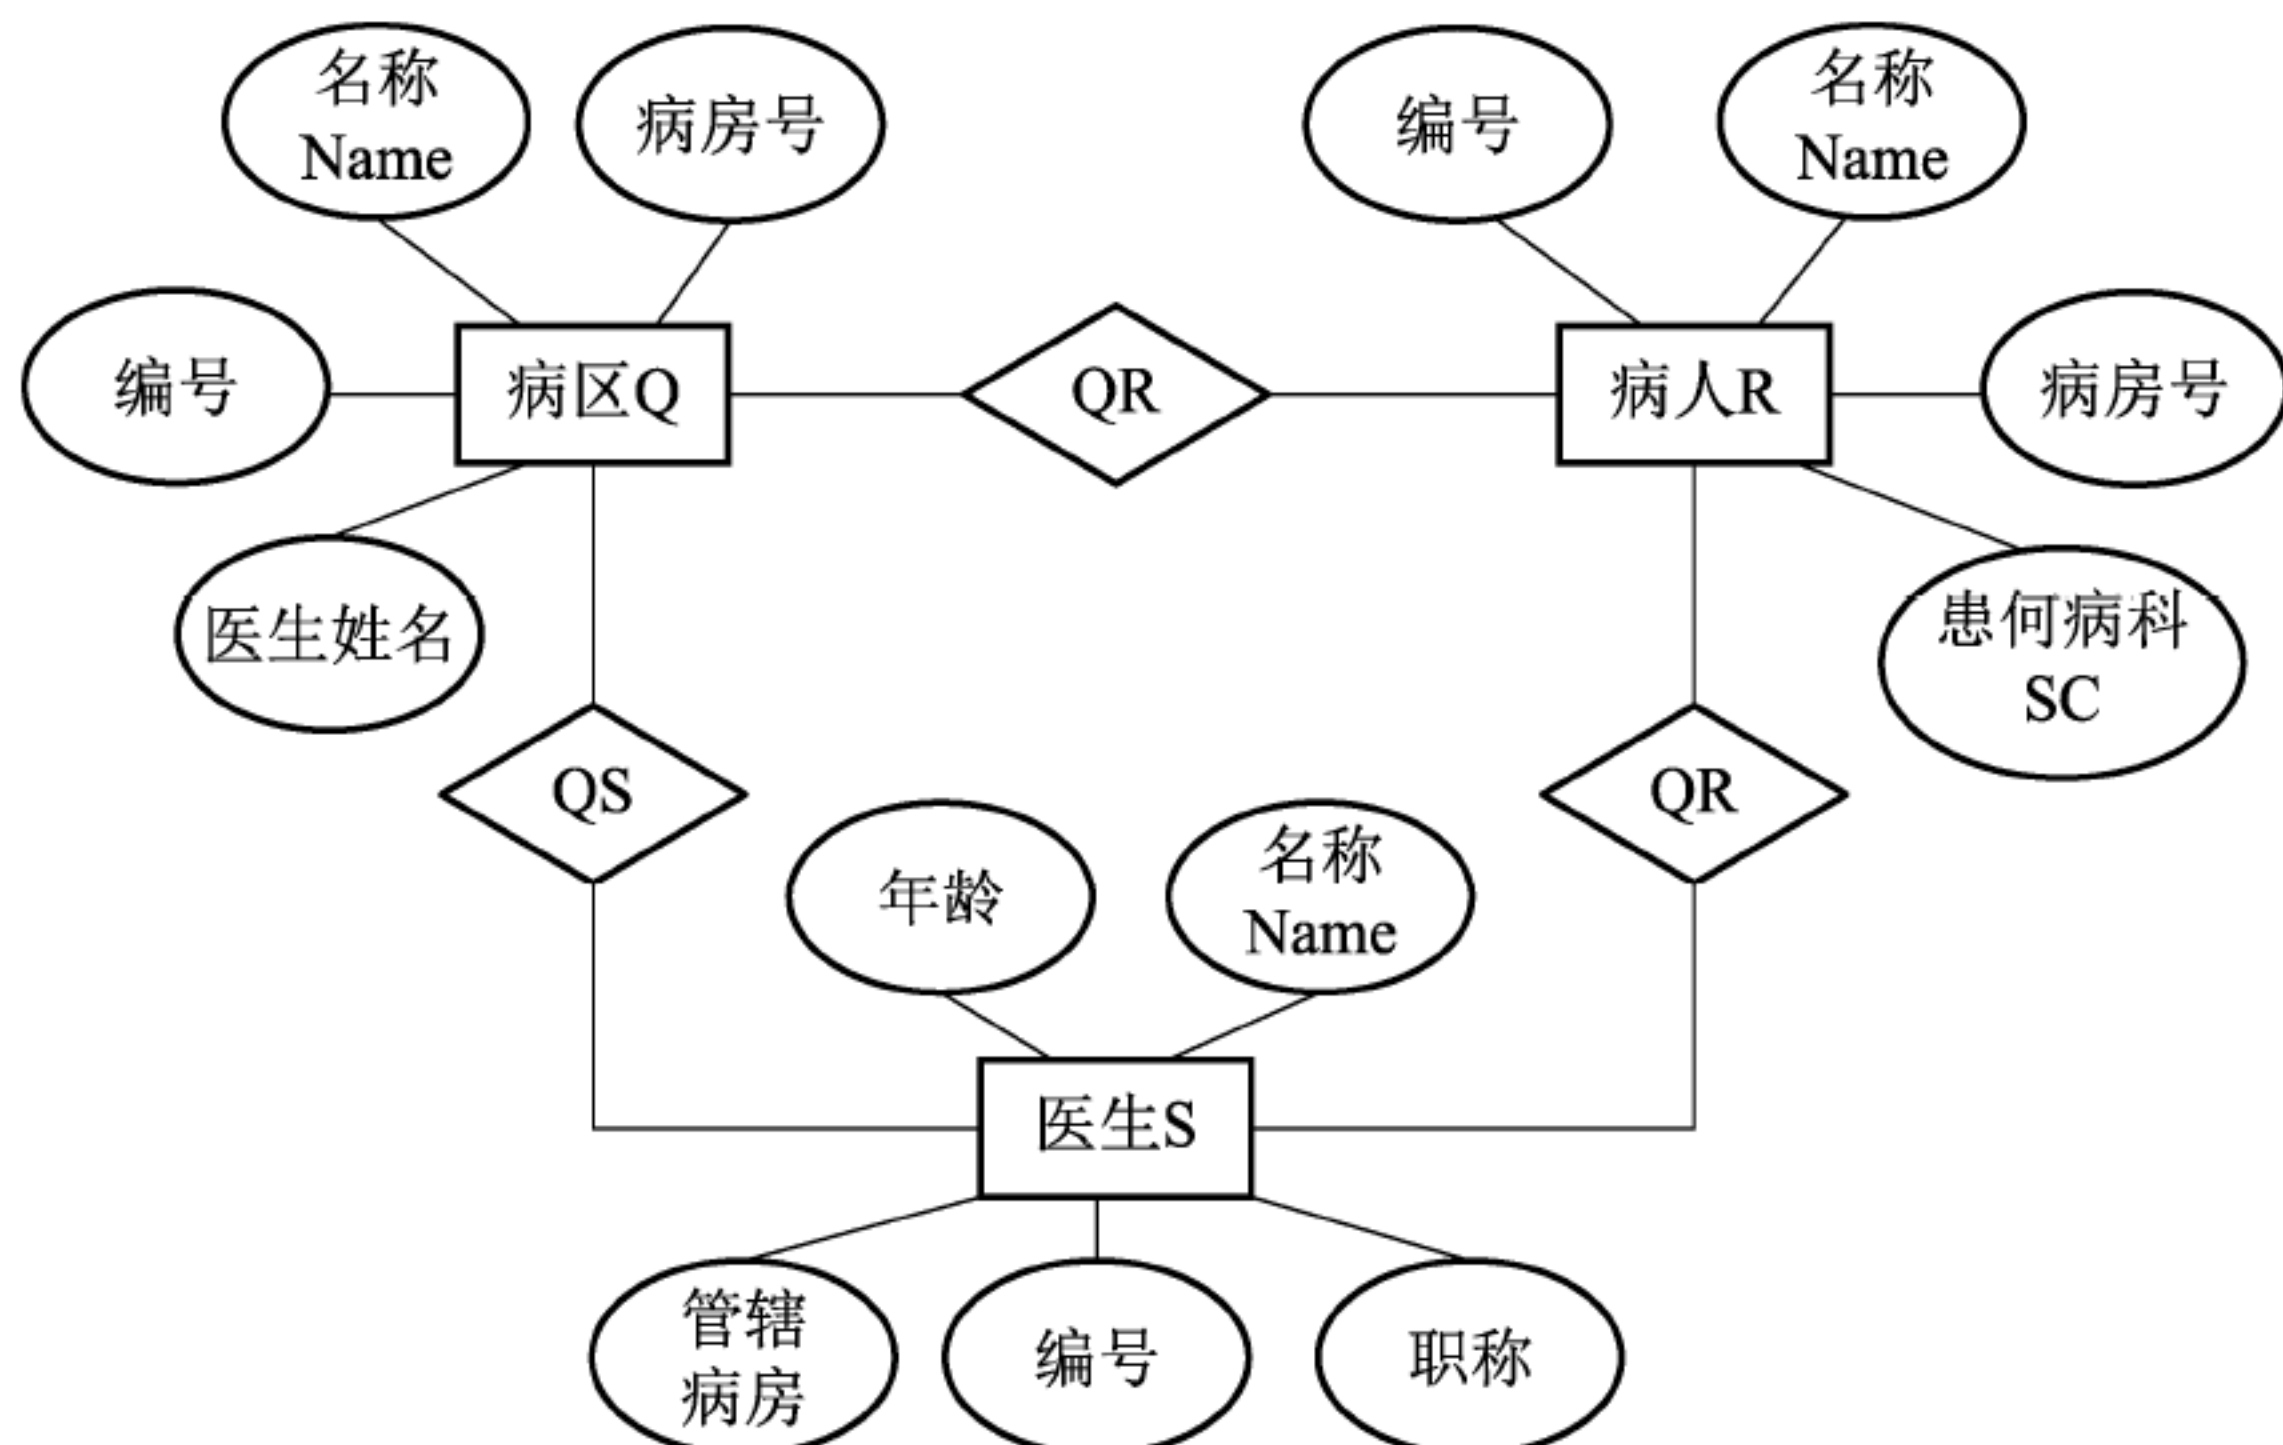 名称
Name
病房号
编号
名称
Name
编号
病区Q
QR
病人R
病房号
医生姓名
患何病科
SC
QS
QR
年龄
名称
Name
医生S
管辖
病房
编号
职称